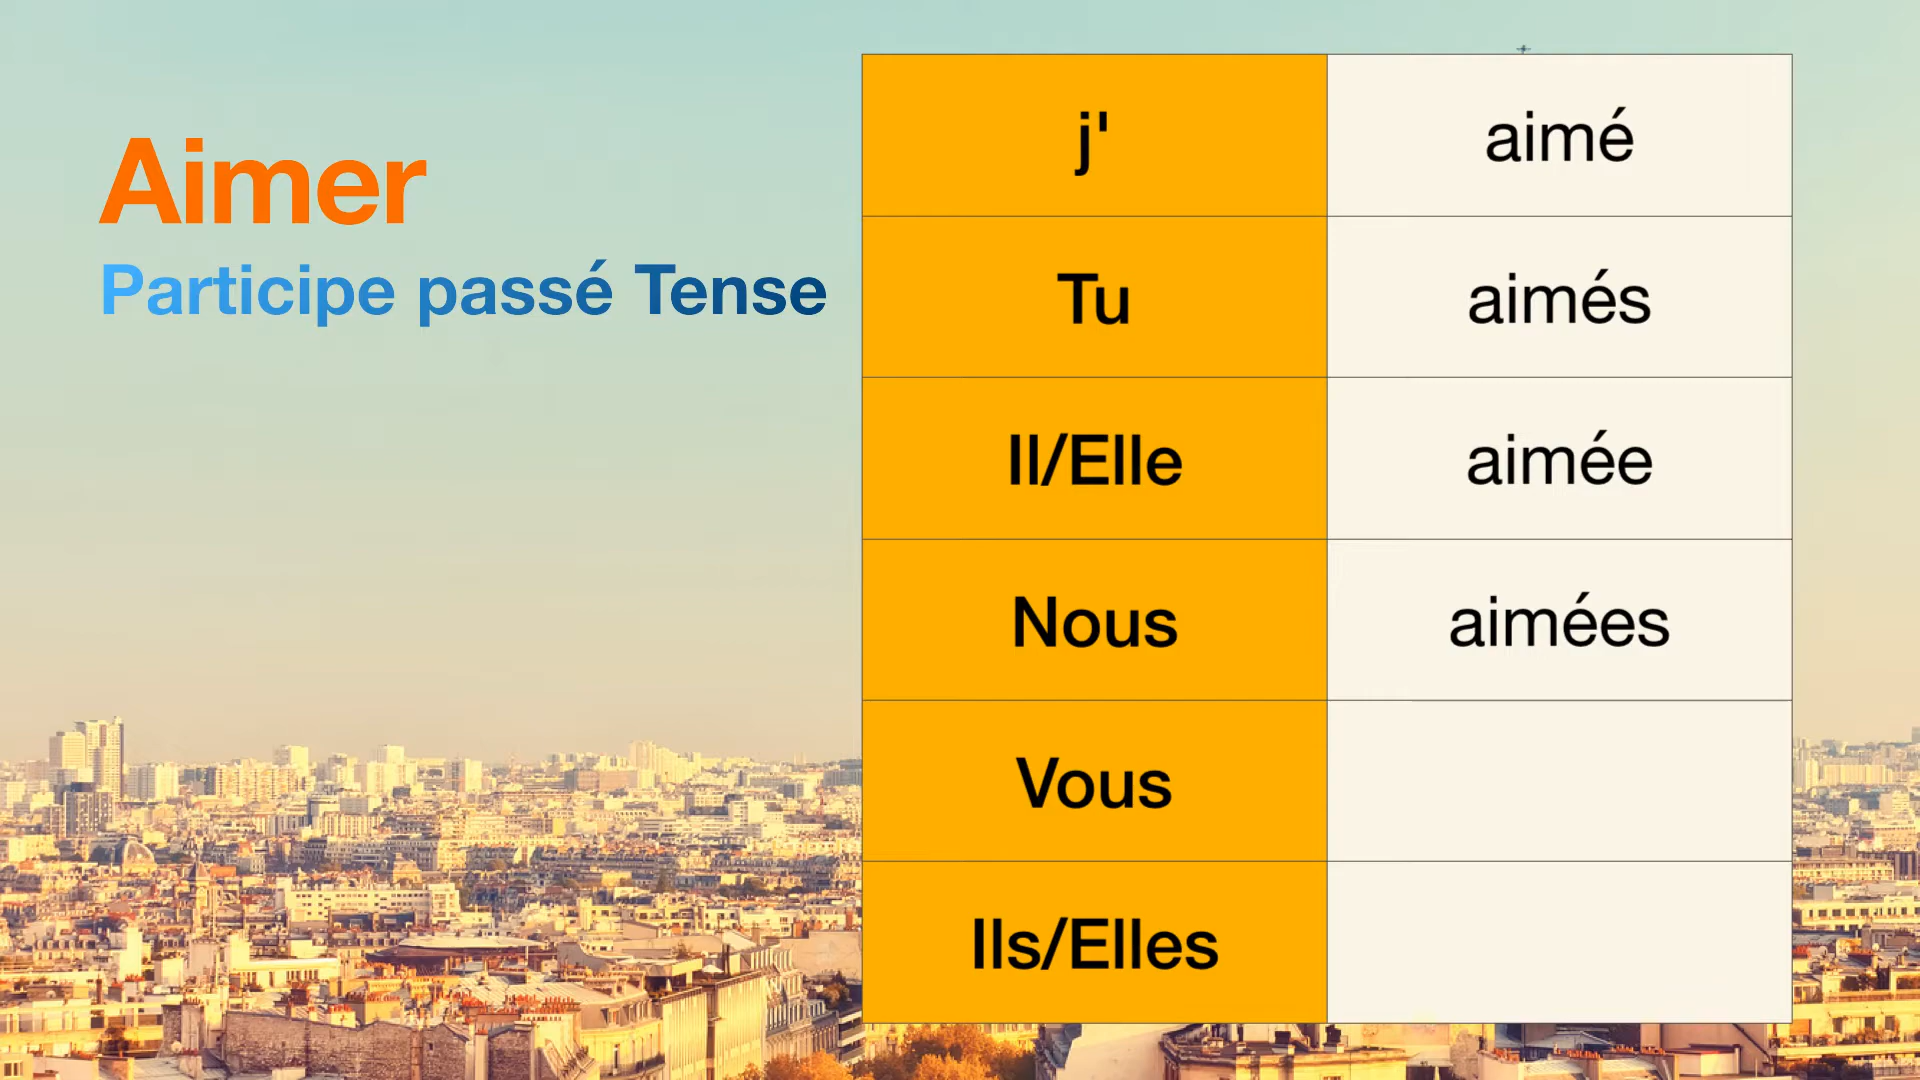 Aimer
Participe passé Tense
j' aimé
Tu aimés
Il/Elle aimée
Nous aimées
Vous
Ils/Elles